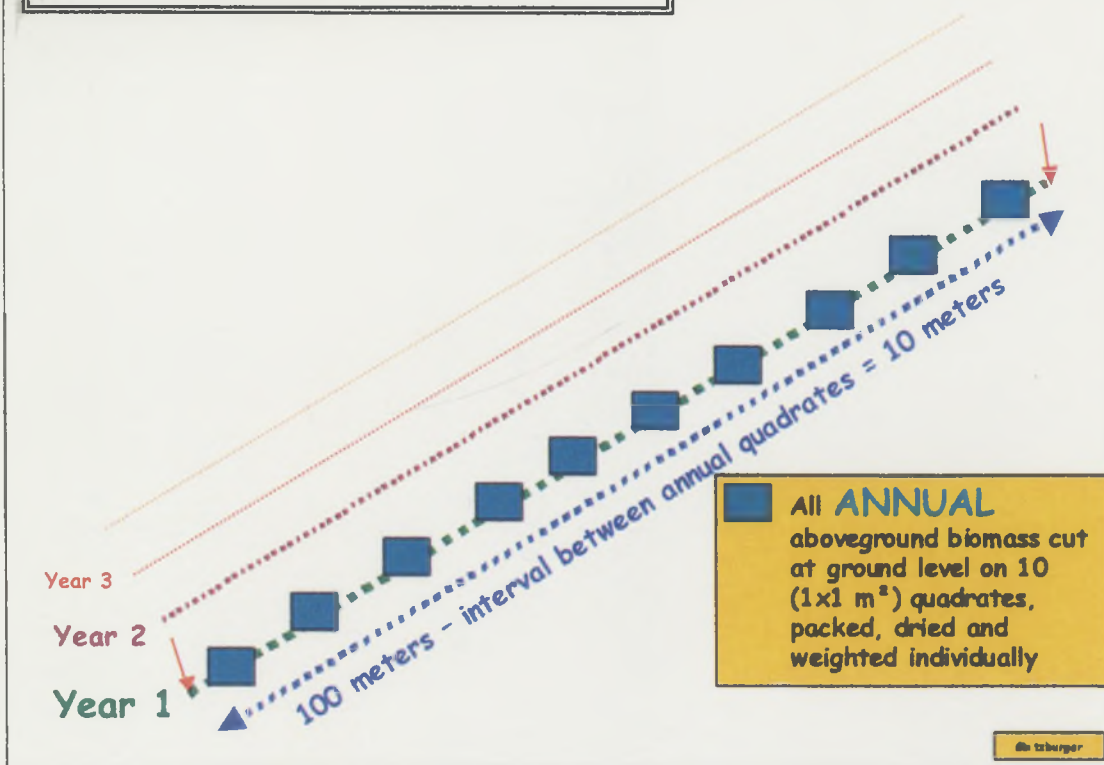 Year 3
Year 2
Year 1
100 meters - interval between annual quadrates = 10 meters
All ANNUAL
aboveground biomass cut
at ground level on 10
(1x1 m²) quadrates,
packed, dried and
weighted individually